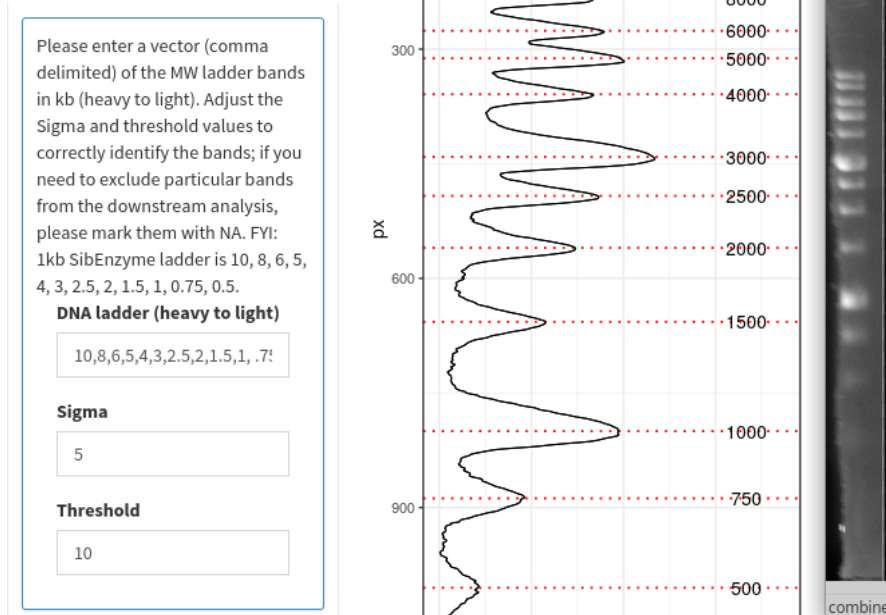 Please enter a vector (comma
delimited) of the MW ladder bands
in kb (heavy to light). Adjust the
Sigma and threshold values to
correctly identify the bands; if you
need to exclude particular bands
from the downstream analysis,
please mark them with NA. FYI:
1kb SibEnzyme ladder is 10, 8, 6, 5,
4, 3, 2.5, 2, 1.5, 1, 0.75, 0.5.
DNA ladder (heavy to light)
10,8,6,5,4,3,2.5,2,1.5,1, .75
Sigma
5
Threshold
10
px
300
600
900
8000
6000
5000
4000
3000
2500
2000
1500
1000
750
500
combine